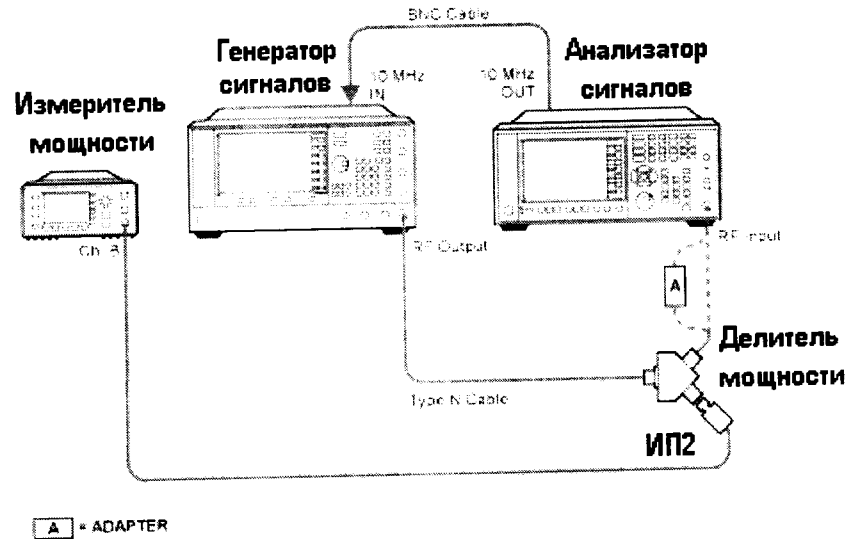 BNC Cable
Генератор
сигналов
Анализатор
сигналов
10 MHz
IN
10 MHz
OUT
Измеритель
мощности
Ch B
RF Output
RF Input
A
Делитель
мощности
Type N Cable
ИП2
A = ADAPTER